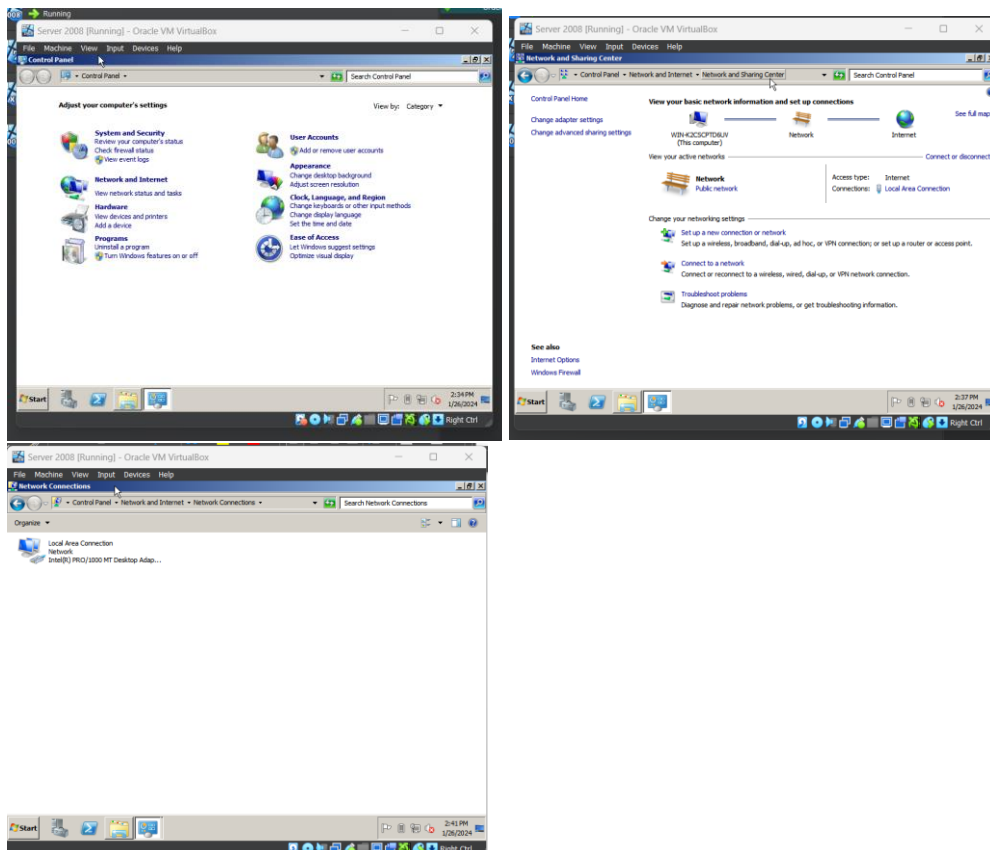 Running
Server 2008 [Running] - Oracle VM VirtualBox
File Machine View Input Devices Help
Control Panel
Control Panel
Search Control Panel
Adjust your computer's settings
View by: Category
System and Security
Review your computer's status
Check firewall status
View event logs
Network and Internet
View network status and tasks
Hardware
View devices and printers
Add a device
Programs
Uninstall a program
Turn Windows features on or off
User Accounts
Add or remove user accounts
Appearance
Change desktop background
Adjust screen resolution
Clock, Language, and Region
Change keyboards or other input methods
Change display language
Set the time and date
Ease of Access
Let Windows suggest settings
Optimize visual display
Start
2:34 PM
1/26/2024
Right Ctrl
Server 2008 [Running] - Oracle VM VirtualBox
File Machine View Input Devices Help
Network and Sharing Center
Control Panel Network and Internet Network and Sharing Center
Search Control Panel
Control Panel Home
Change adapter settings
Change advanced sharing settings
View your basic network information and set up connections
See full map
WIN-K2CSCPTD6UV
(This computer)
Network
Internet
View your active networks
Connect or disconnect
Network
Public network
Access type: Internet
Connections: Local Area Connection
Change your networking settings
Set up a new connection or network
Set up a wireless, broadband, dial-up, ad hoc, or VPN connection; or set up a router or access point.
Connect to a network
Connect or reconnect to a wireless, wired, dial-up, or VPN network connection.
Troubleshoot problems
Diagnose and repair network problems, or get troubleshooting information.
See also
Internet Options
Windows Firewall
Start
2:37 PM
1/26/2024
Right Ctrl
Server 2008 [Running] - Oracle VM VirtualBox
File Machine View Input Devices Help
Network Connections
Control Panel Network and Internet Network Connections
Search Network Connections
Organize
Local Area Connection
Network
Intel(R) PRO/1000 MT Desktop Adap...
Start
2:41 PM
1/26/2024
Right Ctrl